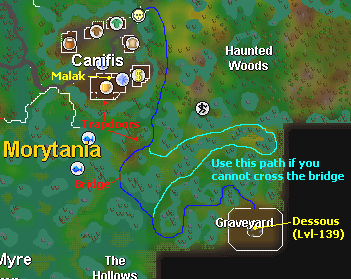 Canifis
Haunted
Woods
Malak
Trapdoors
Morytania
Use this path if you
cannot cross the bridge
Bridge
Graveyard
Dessous
(Lvl-139)
Myre
The
Hollows